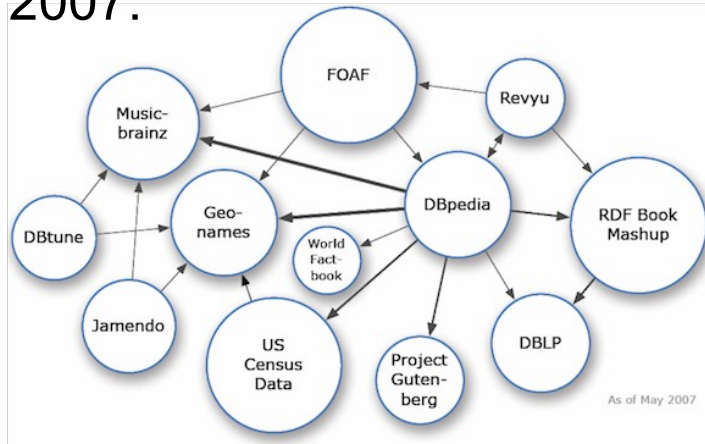 2007.
FOAF
Music-
brainz
Revyu
DBpedia
Geo-
names
RDF Book
Mashup
DBtune
World
Fact-
book
Jamendo
US
Census
Data
Project
Guten-
berg
DBLP
As of May 2007